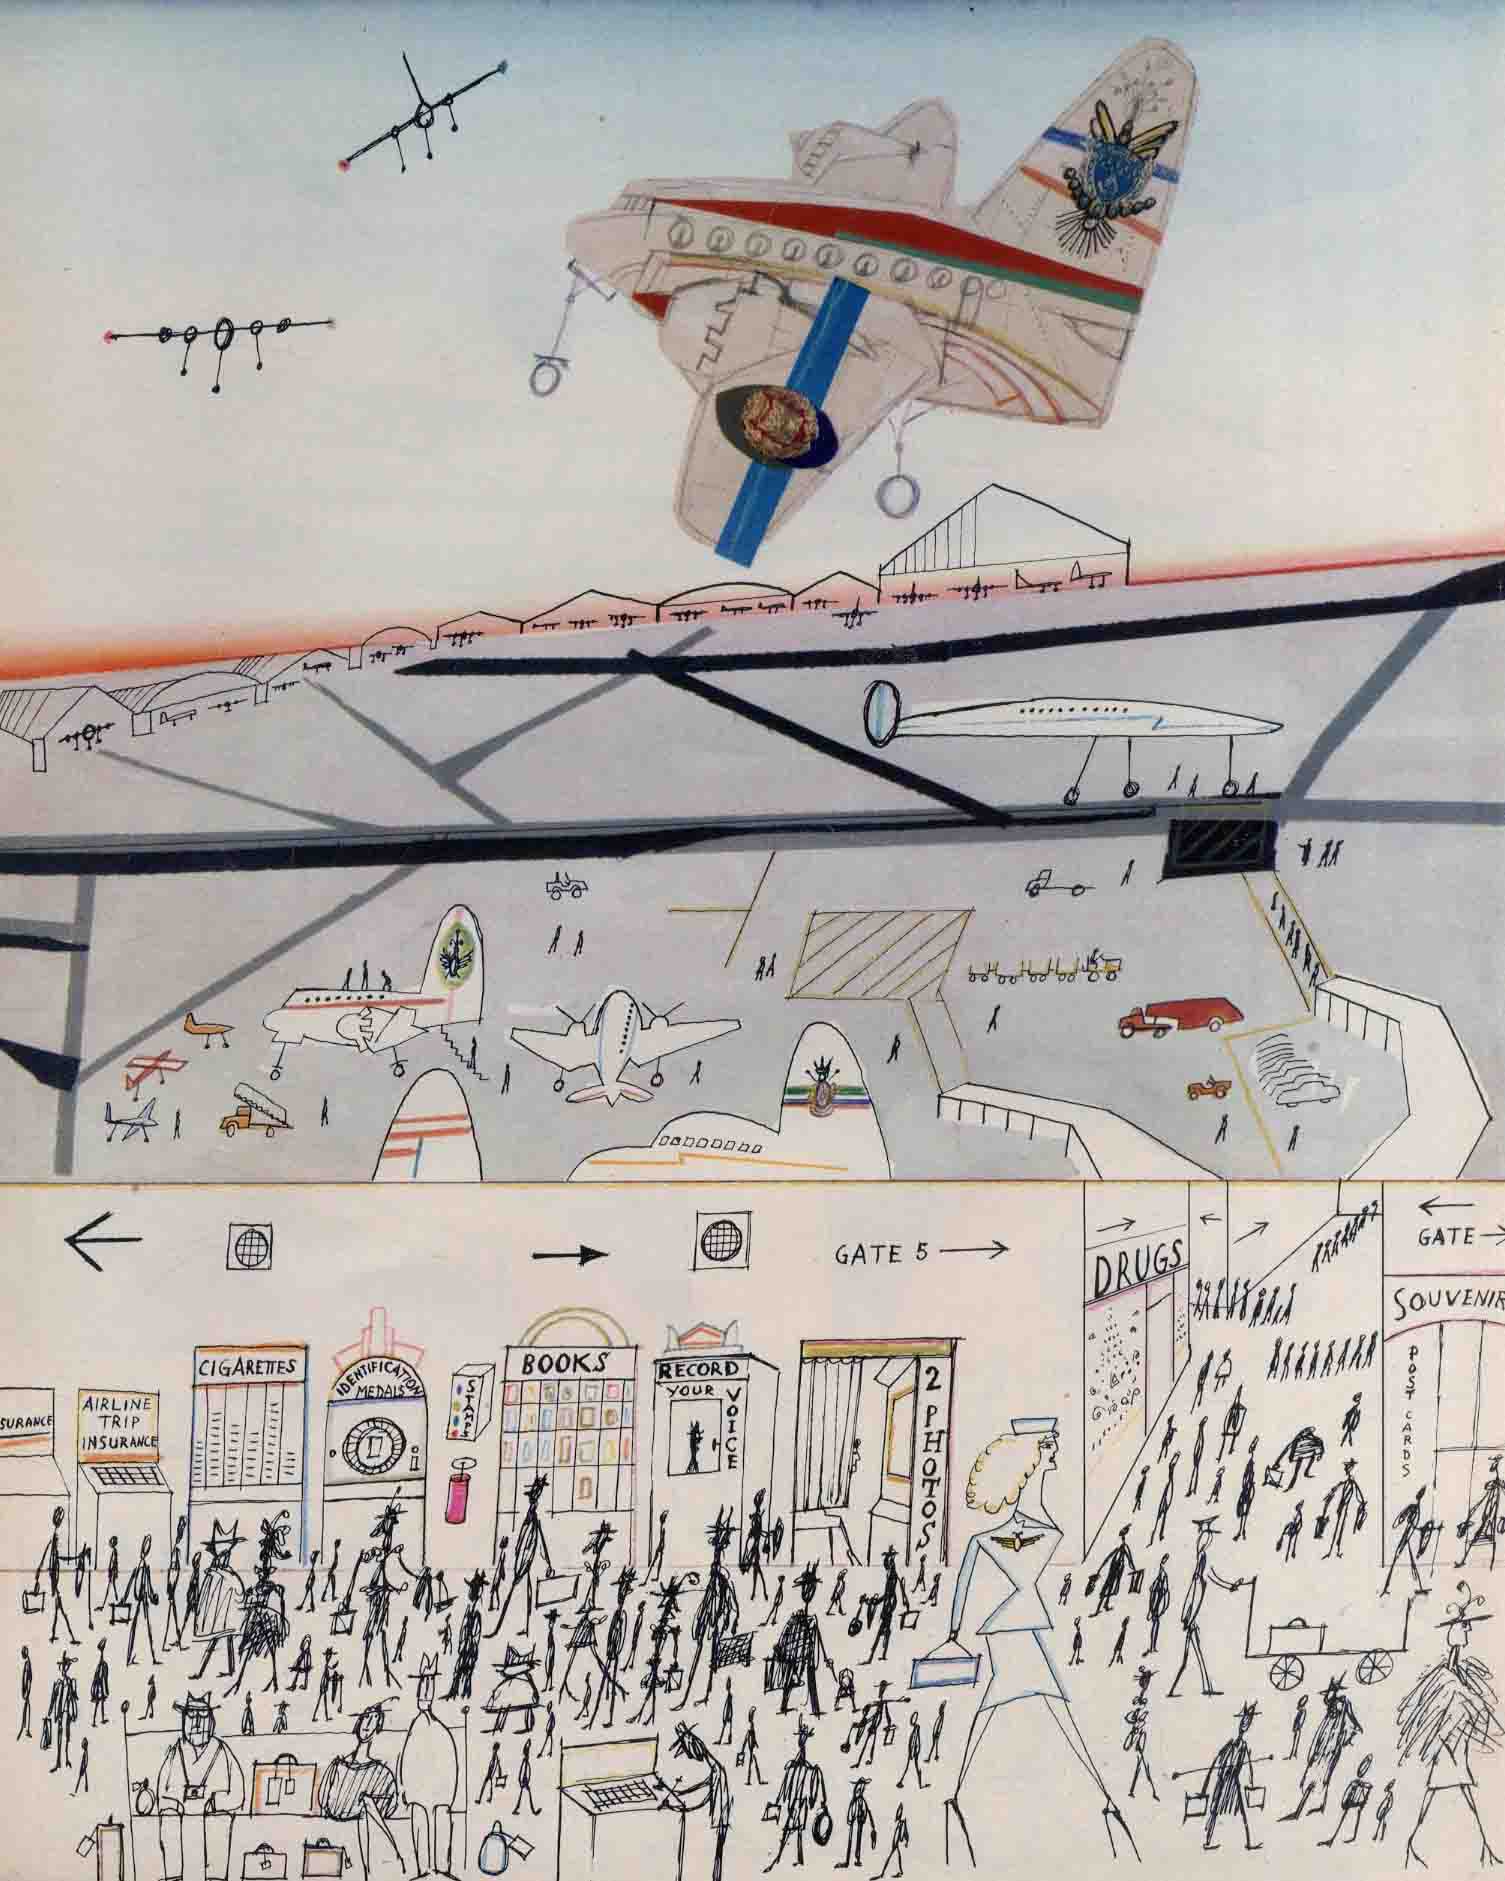 GATE 5
GATE
DRUGS
SOUVENIR
POST CARDS
CIGARETTES
IDENTIFICATION
MEDALS
STAMPS
BOOKS
RECORD
YOUR
VOICE
2 PHOTOS
SURANCE
AIRLINE
TRIP
INSURANCE